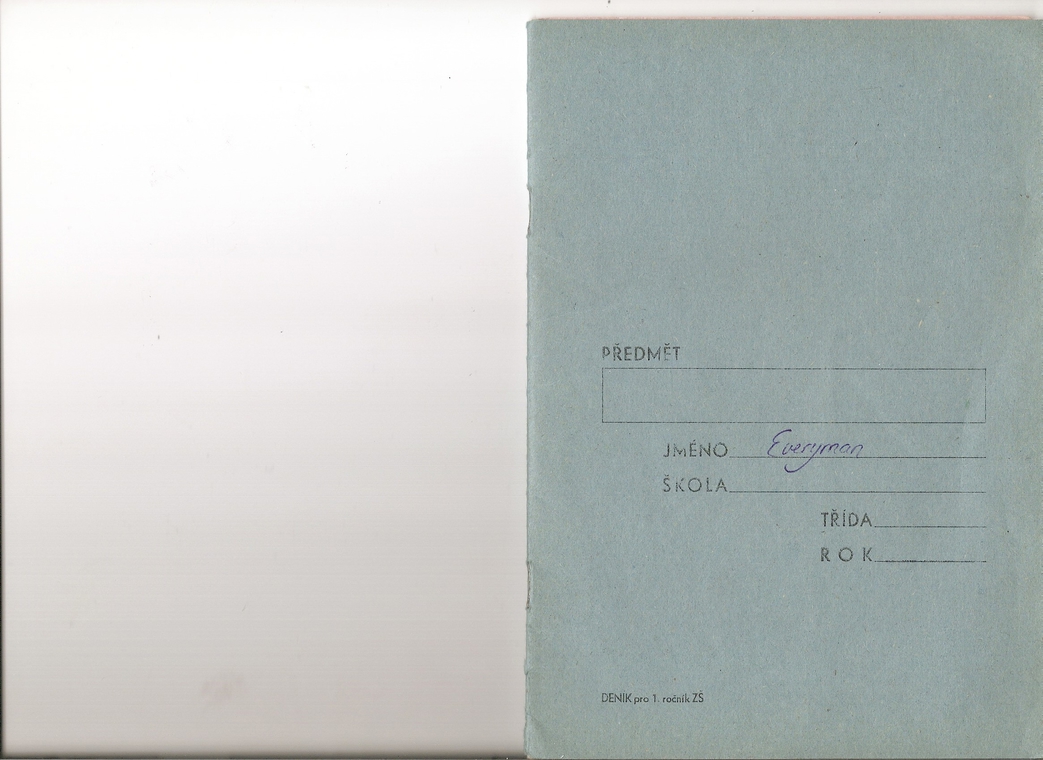 PŘEDMĚT
JMÉNO Everyman
ŠKOLA
TŘÍDA
ROK
DENÍK pro 1. ročník ZŠ